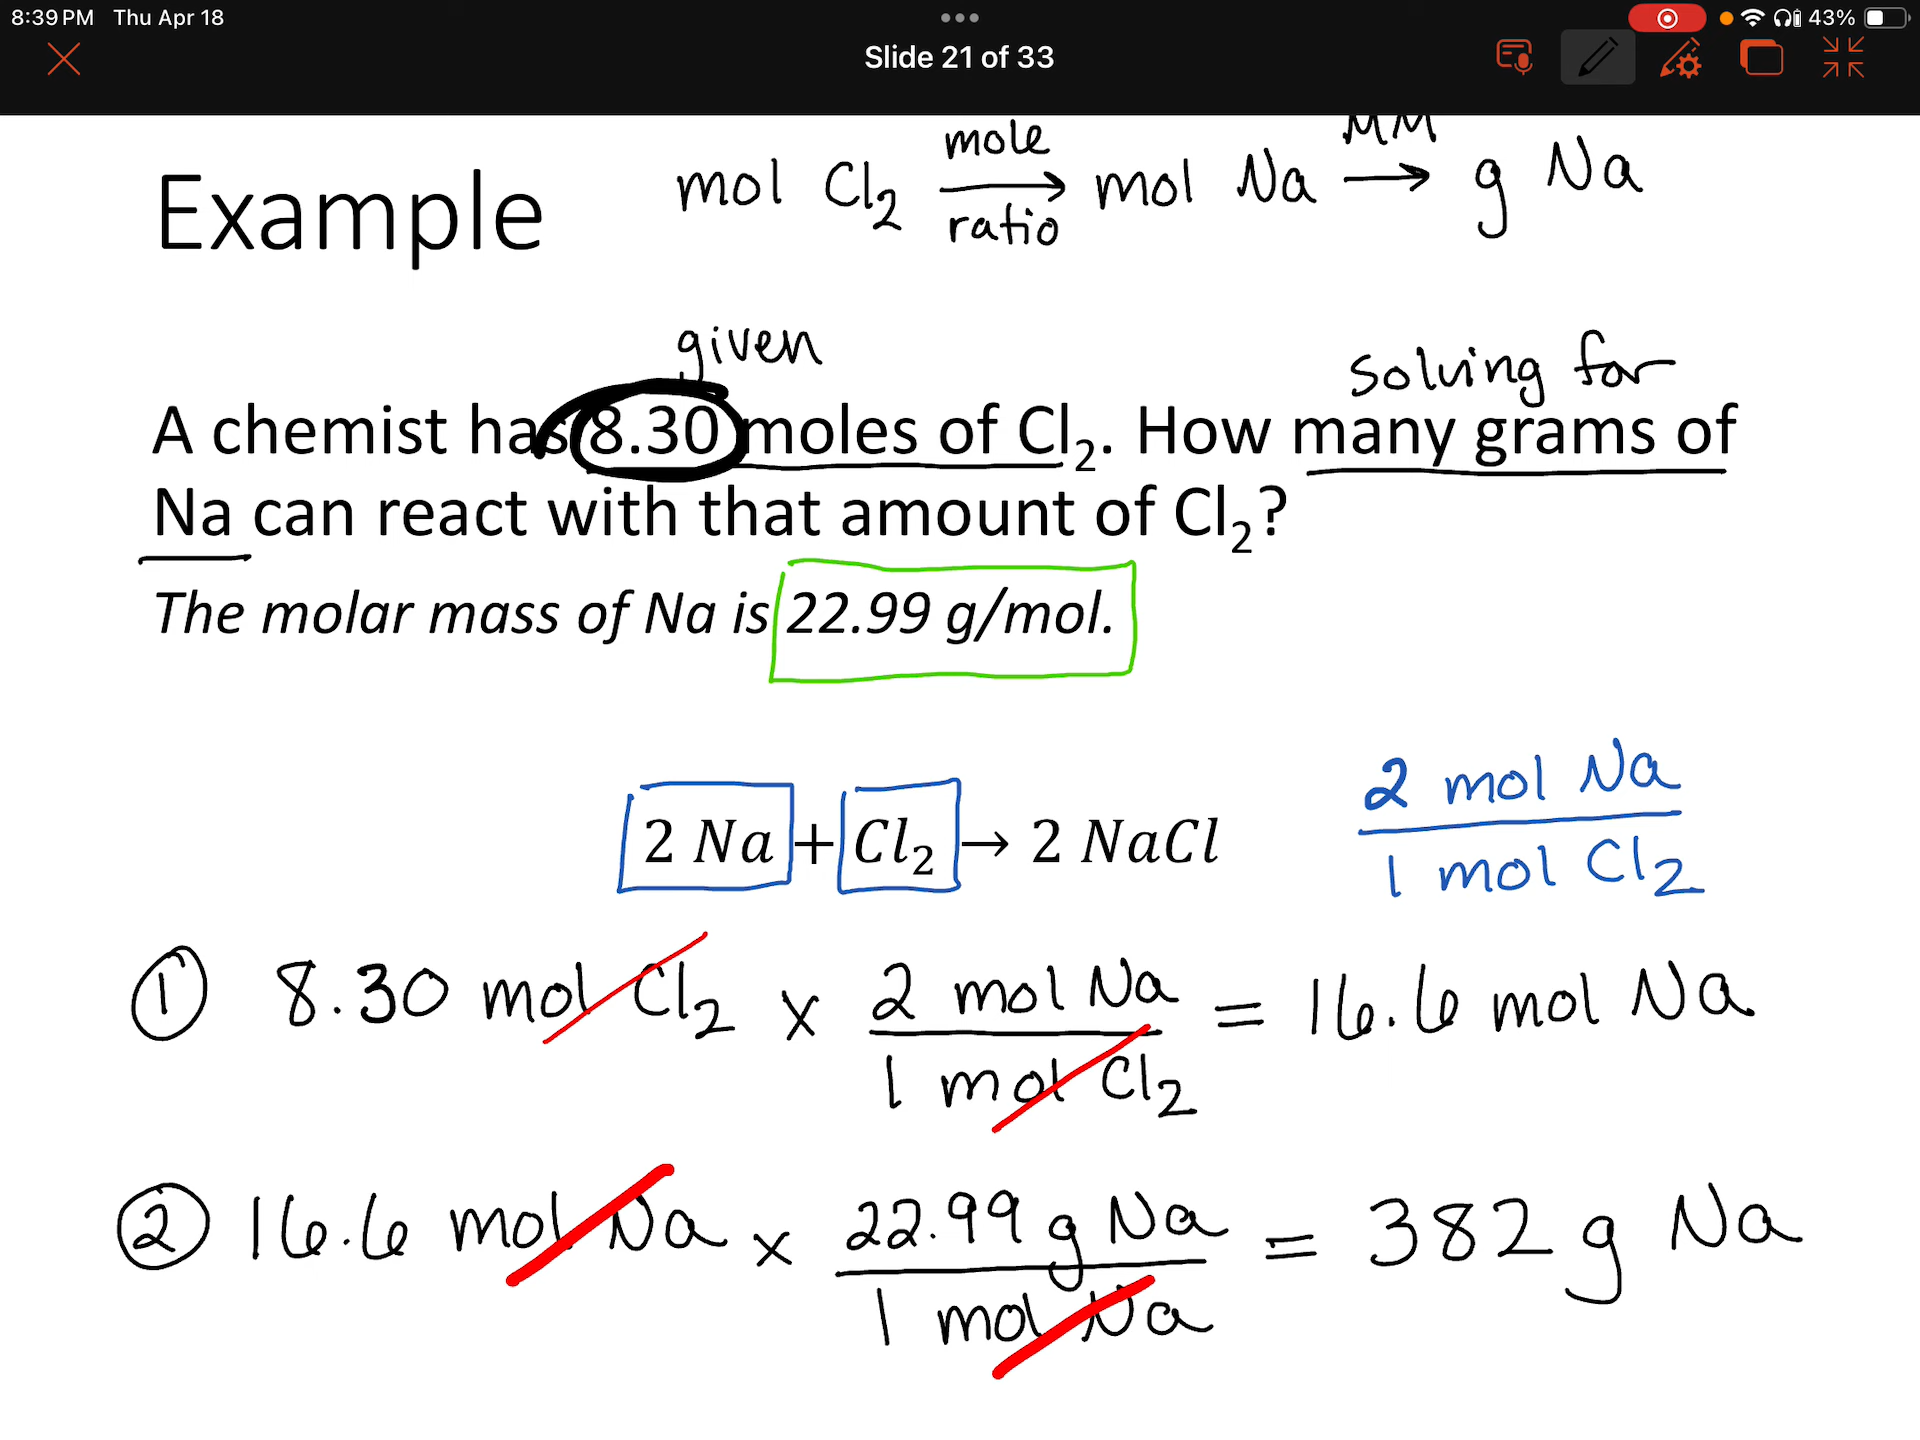 8:39 PM Thu Apr 18
43%
Slide 21 of 33
Example
mol Cl₂ mole ratio → mol Na MM → g Na
given
solving for
A chemist has 8.30 moles of Cl₂. How many grams of
Na can react with that amount of Cl₂?
The molar mass of Na is 22.99 g/mol.
2 Na + Cl₂ → 2 NaCl
2 mol Na
1 mol Cl₂
① 8.30 mol Cl₂ x 2 mol Na = 16.6 mol Na
1 mol Cl₂
② 16.6 mol Na x 22.99 g Na = 382 g Na
1 mol Na